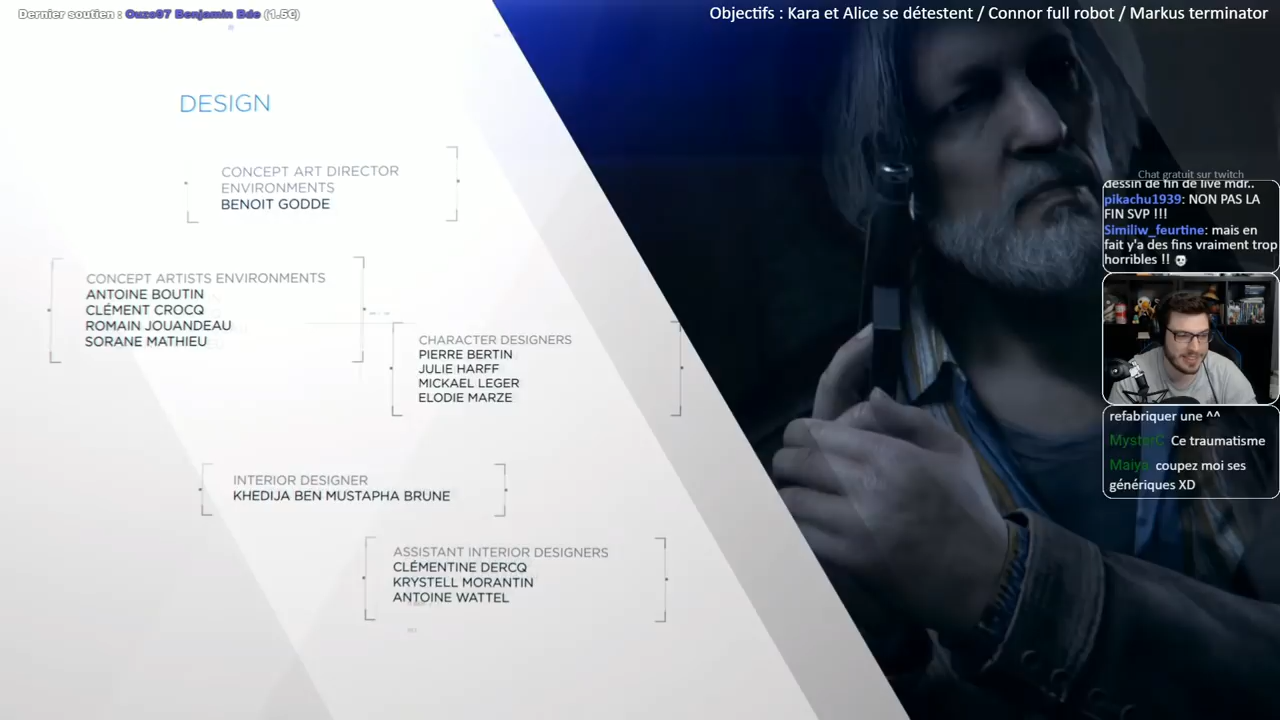 Dernier soutien : Ouzo97 Benjamin Bde (1.5€)
Objectifs : Kara et Alice se détestent / Connor full robot / Markus terminator
DESIGN
CONCEPT ART DIRECTOR
ENVIRONMENTS
BENOIT GODDE
CONCEPT ARTISTS ENVIRONMENTS
ANTOINE BOUTIN
CLÉMENT CROCQ
ROMAIN JOUANDEAU
SORANE MATHIEU
CHARACTER DESIGNERS
PIERRE BERTIN
JULIE HARFF
MICKAEL LEGER
ELODIE MARZE
INTERIOR DESIGNER
KHEDIJA BEN MUSTAPHA BRUNE
ASSISTANT INTERIOR DESIGNERS
CLÉMENTINE DERCQ
KRYSTELL MORANTIN
ANTOINE WATTEL
Chat gratuit sur twitch
dessin de fin de live mdr..
pikachu1939: NON PAS LA
FIN SVP !!!
Similiw_feurtine: mais en
fait y'a des fins vraiment trop
horribles !! 💀
refabriquer une ^^
MysterC Ce traumatisme
Maiya coupez moi ses
génériques XD